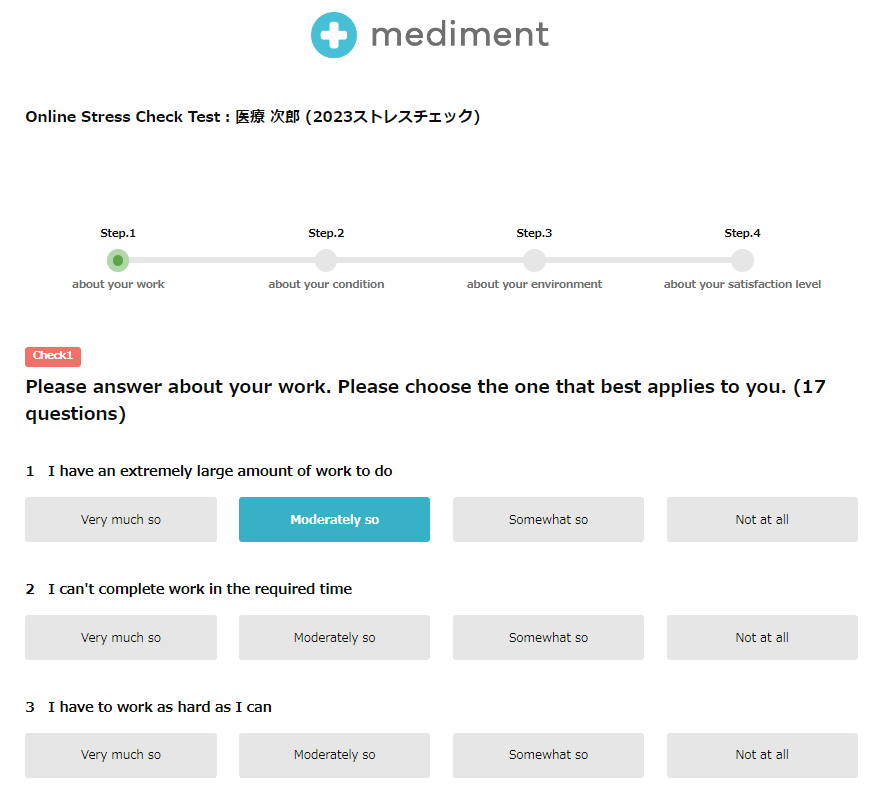 mediment
Online Stress Check Test : 医療 次郎 (2023ストレスチェック)
Step.1 Step.2 Step.3 Step.4
about your work about your condition about your environment about your satisfaction level
Check1
Please answer about your work. Please choose the one that best applies to you. (17
questions)
1 I have an extremely large amount of work to do
Very much so Moderately so Somewhat so Not at all
2 I can't complete work in the required time
Very much so Moderately so Somewhat so Not at all
3 I have to work as hard as I can
Very much so Moderately so Somewhat so Not at all